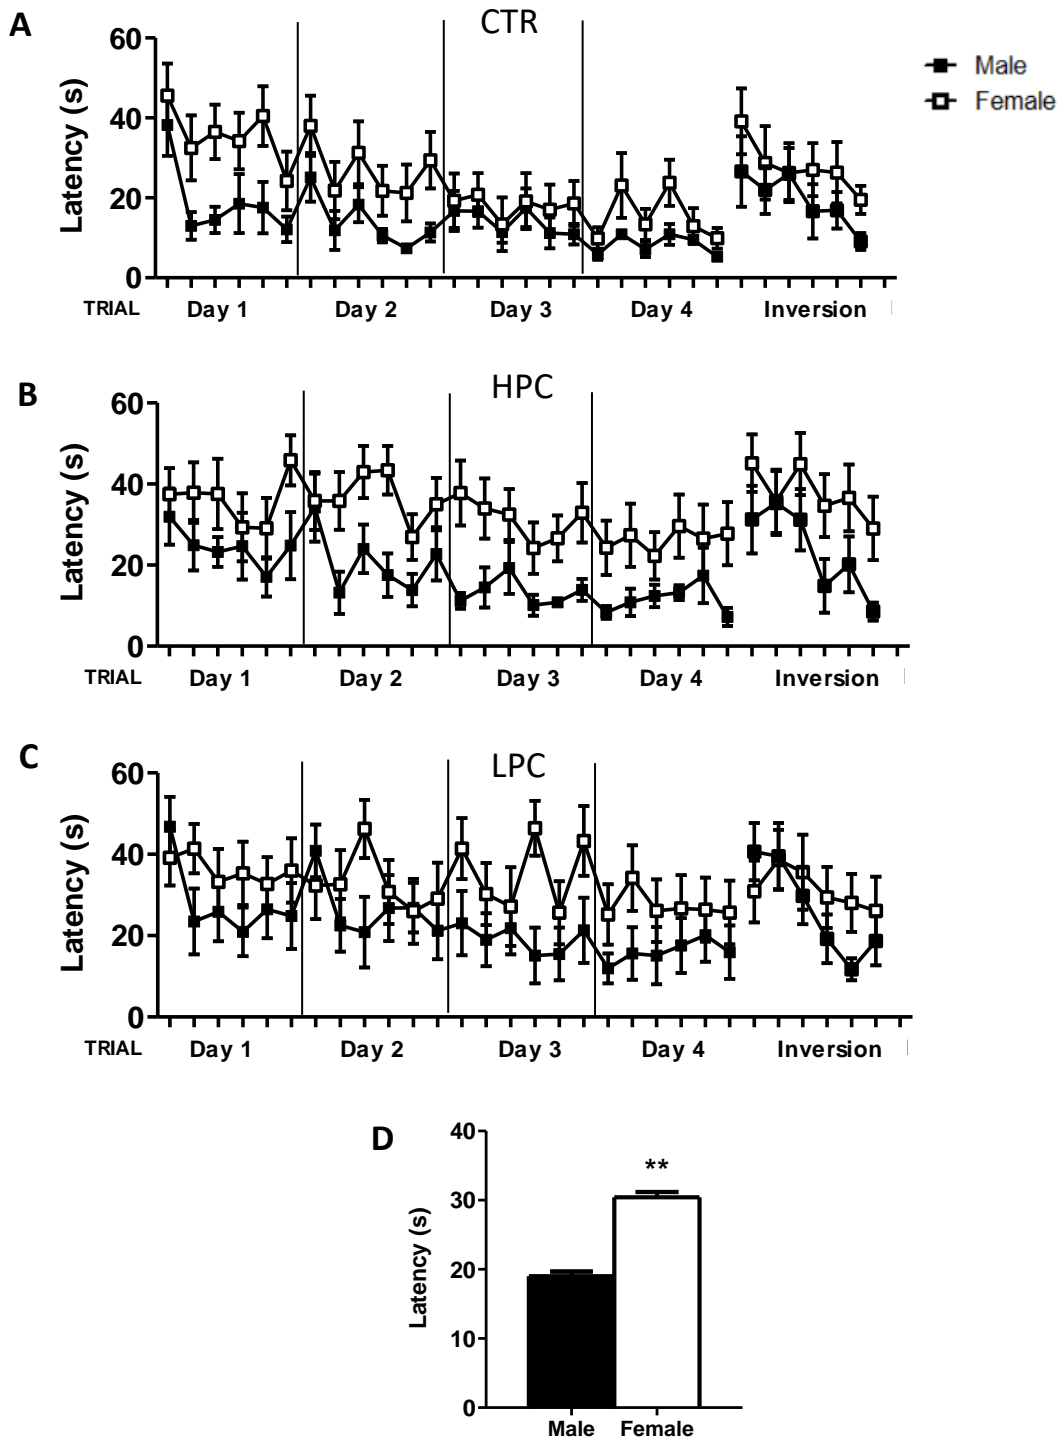 A
CTR
Male
Female
Latency (s)
60
40
20
0
TRIAL Day 1 Day 2 Day 3 Day 4 Inversion
B
HPC
Latency (s)
60
40
20
0
TRIAL Day 1 Day 2 Day 3 Day 4 Inversion
C
LPC
Latency (s)
60
40
20
0
TRIAL Day 1 Day 2 Day 3 Day 4 Inversion
D
Latency (s)
40
30
20
10
0
**
Male Female